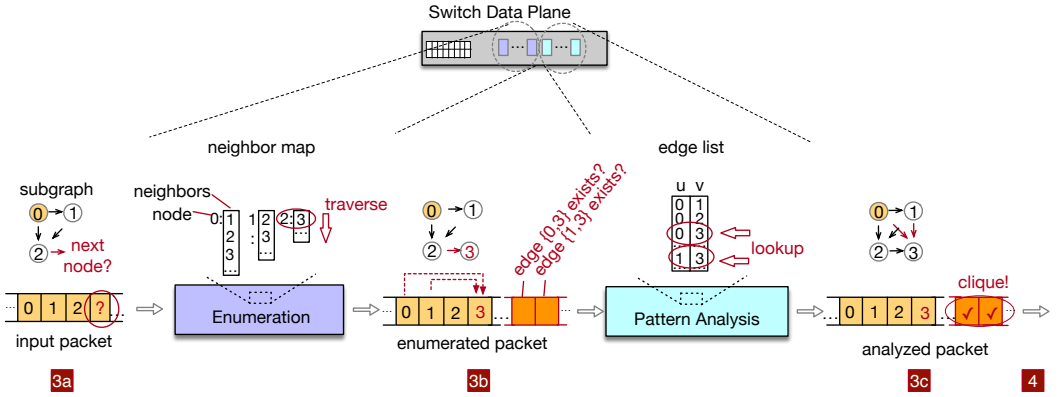 Switch Data Plane
neighbor map
edge list
subgraph
0 1
2 next
node?
neighbors
node
0: 1
2
3
...
1 : 2
3
...
2: 3
...
traverse
0 1
2 3
edge {0,3} exists?
edge {1,3} exists?
u v
0 1
0 2
0 3
...
1 3
...
lookup
0 1
2 3
0 1 2 ? ...
input packet
Enumeration
0 1 2 3
enumerated packet
Pattern Analysis
clique!
0 1 2 3 ... ✓ ✓
analyzed packet
3a
3b
3c
4